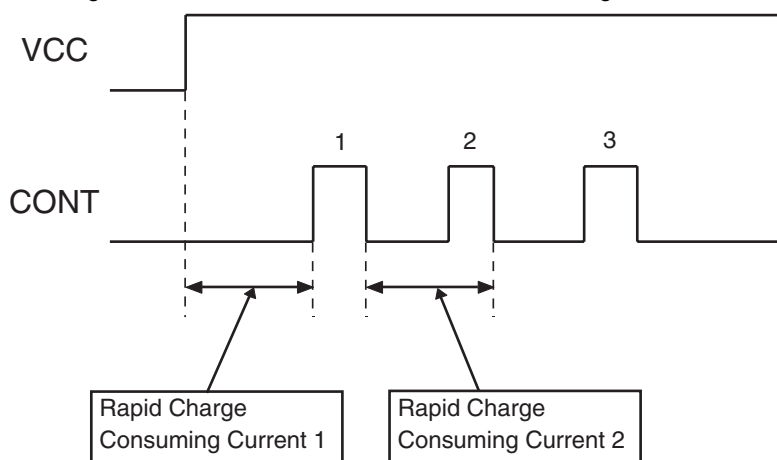 VCC
1 2 3
CONT
Rapid Charge
Consuming Current 1
Rapid Charge
Consuming Current 2